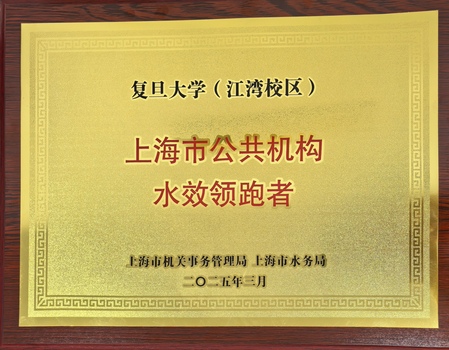 复旦大学（江湾校区）
上海市公共机构
水效领跑者
上海市机关事务管理局 上海市水务局
二〇二五年三月